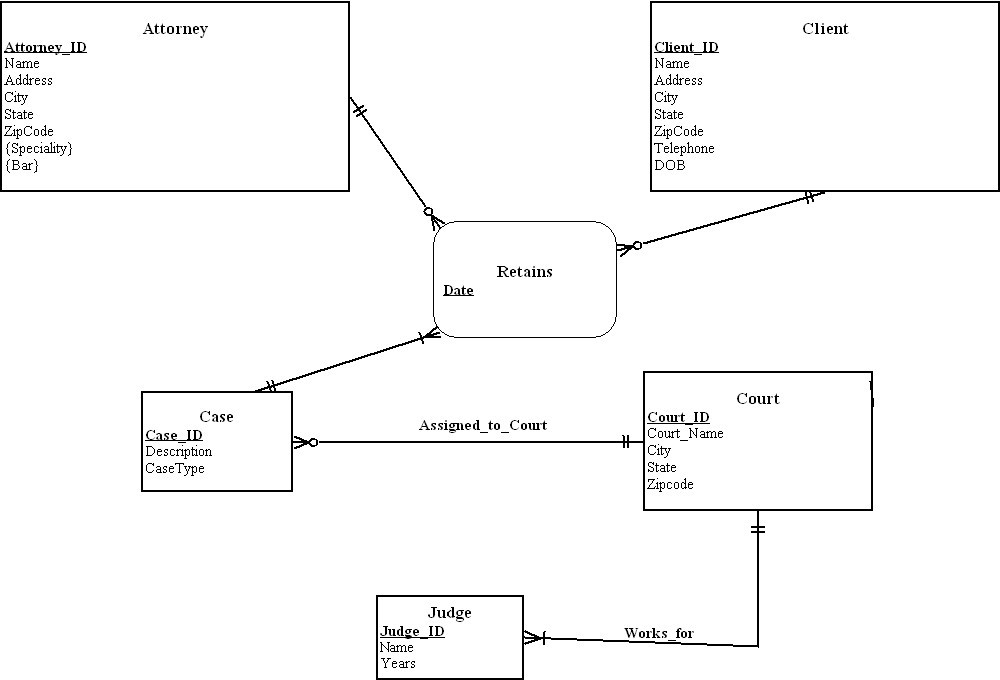 Attorney
Attorney_ID
Name
Address
City
State
ZipCode
{Speciality}
{Bar}
Client
Client_ID
Name
Address
City
State
ZipCode
Telephone
DOB
Retains
Date
Case
Case_ID
Description
CaseType
Assigned_to_Court
Court
Court_ID
Court_Name
City
State
Zipcode
Judge
Judge_ID
Name
Years
Works_for